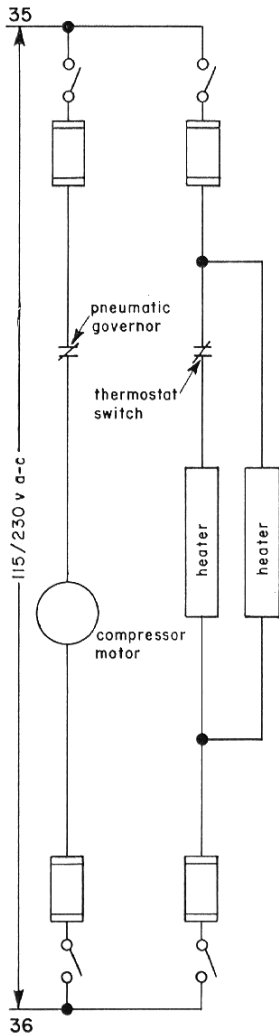 35
pneumatic
governor
thermostat
switch
115/230 v a-c
heater
heater
compressor
motor
36